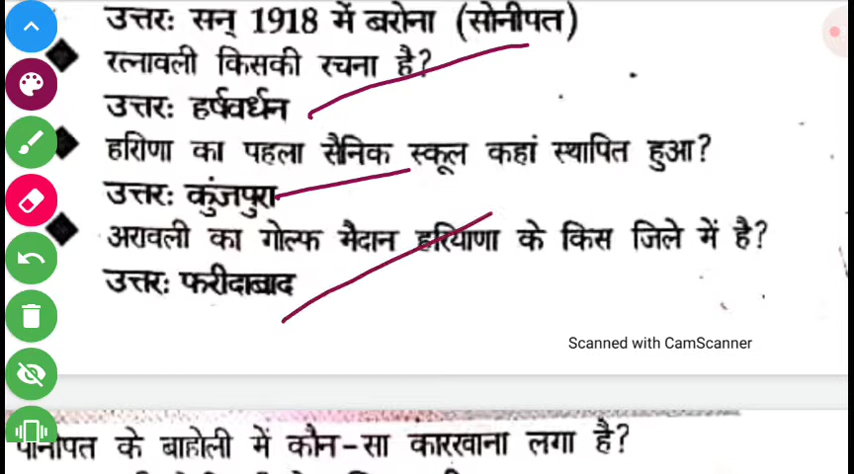 उत्तर: सन् 1918 में बरोना (सोनीपत)
रत्नावली किसकी रचना है?
उत्तर: हर्षवर्धन
हरिणा का पहला सैनिक स्कूल कहां स्थापित हुआ?
उत्तर: कुंजपुरा
अरावली का गोल्फ मैदान हरियाणा के किस जिले में है?
उत्तर: फरीदाबाद
Scanned with CamScanner
पानीपत के बाहोली में कौन-सा कारखाना लगा है?